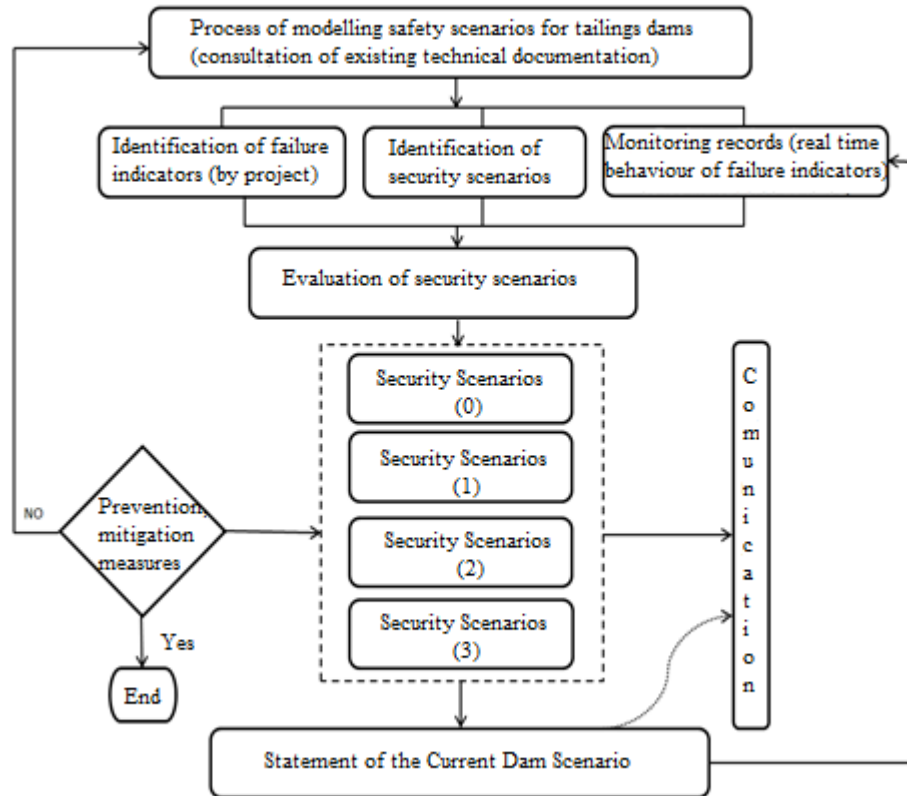 Process of modelling safety scenarios for tailings dams
(consultation of existing technical documentation)
Identification of failure
indicators (by project)
Identification of
security scenarios
Monitoring records (real time
behaviour of failure indicators)
Evaluation of security scenarios
Security Scenarios
(0)
Security Scenarios
(1)
Security Scenarios
(2)
Security Scenarios
(3)
C
o
m
u
n
i
c
a
t
i
o
n
NO
Prevention,
mitigation
measures
Yes
End
Statement of the Current Dam Scenario